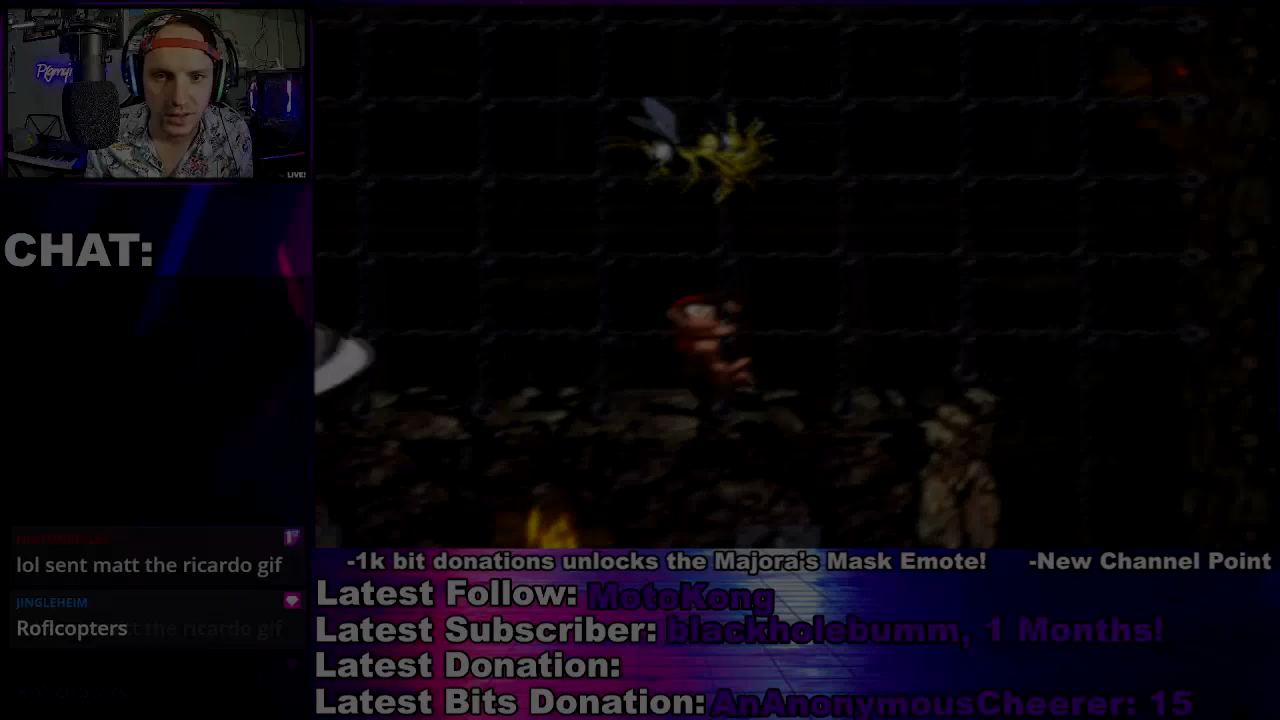 LIVE!
CHAT:
lol sent matt the ricardo gif
JINGLEHEIM
Roflcopters
-1k bit donations unlocks the Majora's Mask Emote! -New Channel Point
Latest Follow: MotoKong
Latest Subscriber: blackholebumm, 1 Months!
Latest Donation:
Latest Bits Donation: AnAnonymousCheerer: 15